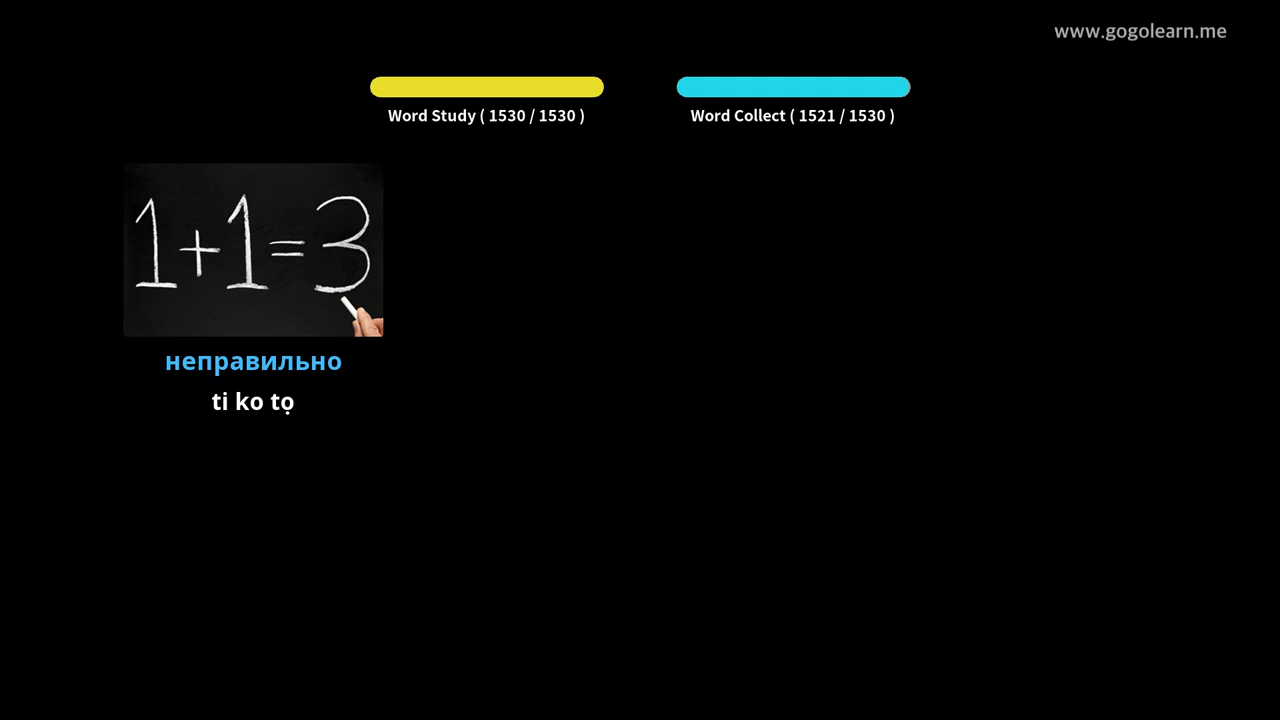 www.gogolearn.me
Word Study ( 1530 / 1530 )
Word Collect ( 1521 / 1530 )
1+1=3
неправильно
ti ko tọ